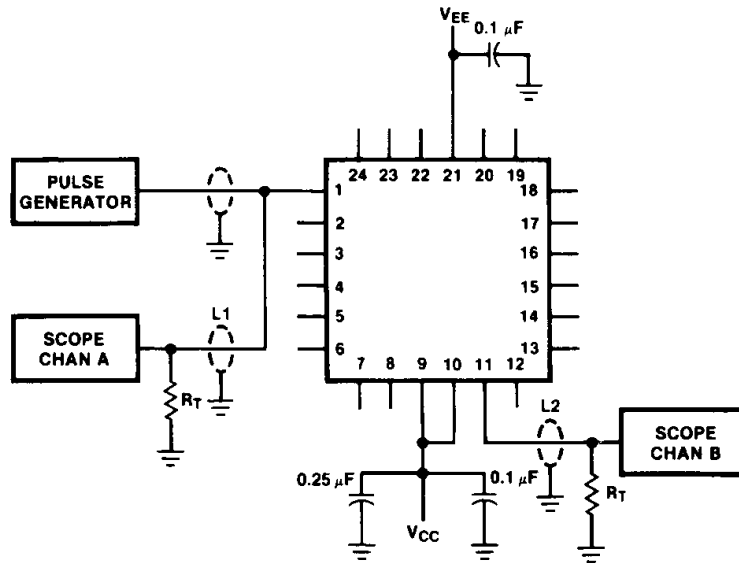 VEE
0.1 µF
24 23 22 21 20 19
PULSE
GENERATOR
1
2
3
4
5
6
18
17
16
15
14
13
L1
SCOPE
CHAN A
RT
7 8 9 10 11 12
L2
SCOPE
CHAN B
RT
0.25 µF
0.1 µF
VCC